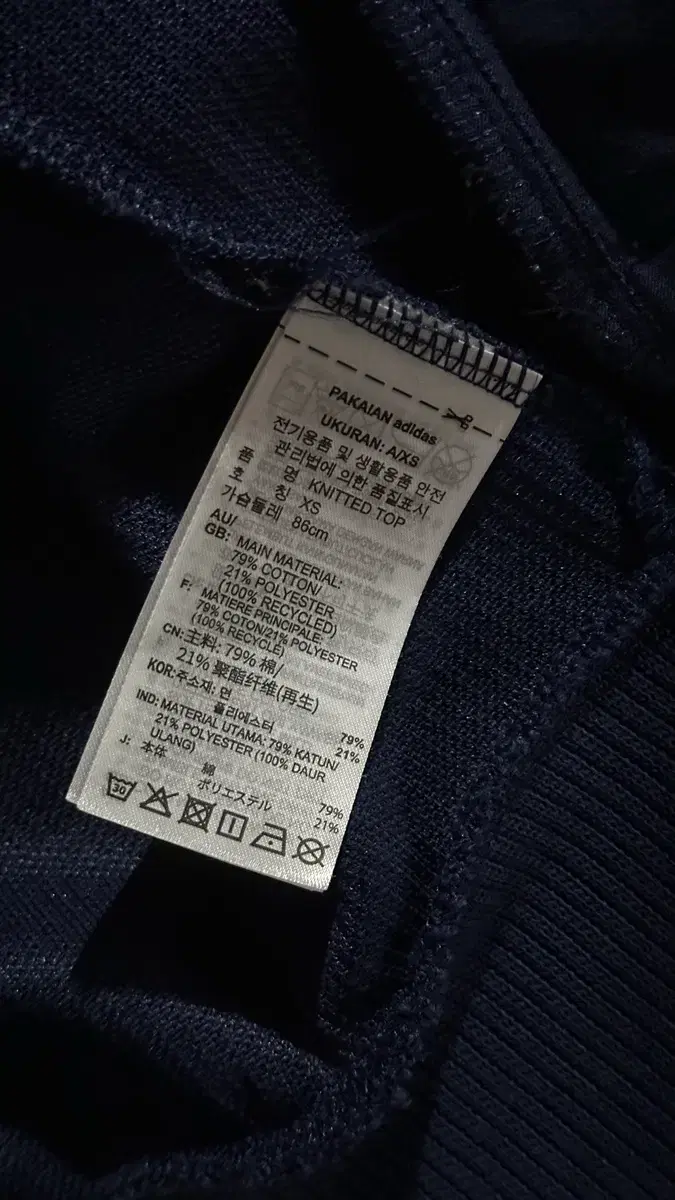 PAKAIAN adidas
UKURAN: A/XS
전기용품 및 생활용품 안전
관리법에 의한 품질표시
품 명 KNITTED TOP
호 칭 XS
가슴둘레 86cm
AU/
GB: MAIN MATERIAL:
79% COTTON/
21% POLYESTER
(100% RECYCLED)
F: MATIÈRE PRINCIPALE:
79% COTON/21% POLYESTER
(100% RECYCLÉ)
CN: 主料: 79% 棉/
21% 聚酯纤维(再生)
KOR: 주소재: 면 79%
폴리에스터 21%
IND: MATERIAL UTAMA: 79% KATUN/
21% POLYESTER (100% DAUR
ULANG)
J: 本体 綿 79%
ポリエステル 21%
30